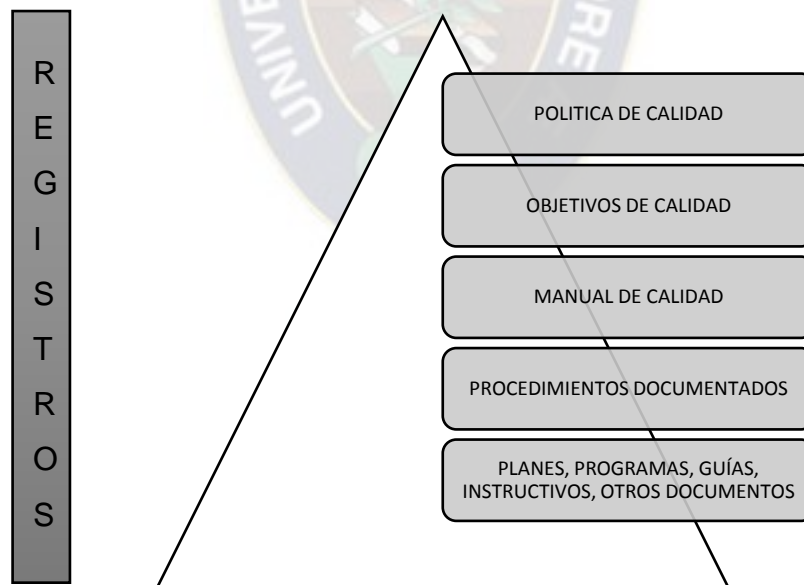 R
E
G
I
S
T
R
O
S
POLITICA DE CALIDAD
OBJETIVOS DE CALIDAD
MANUAL DE CALIDAD
PROCEDIMIENTOS DOCUMENTADOS
PLANES, PROGRAMAS, GUÍAS,
INSTRUCTIVOS, OTROS DOCUMENTOS